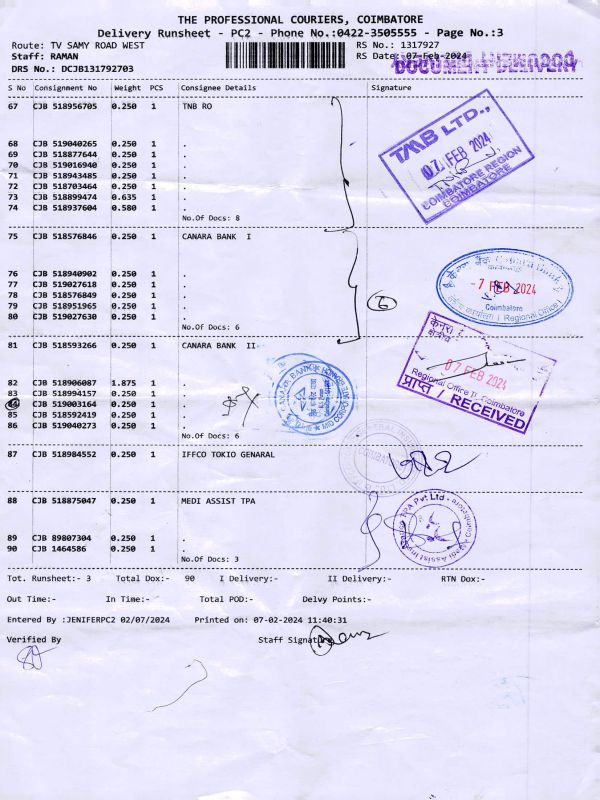 THE PROFESSIONAL COURIERS, COIMBATORE
Delivery Runsheet - PC2 - Phone No.:0422-3505555 - Page No.:3
Route: TV SAMY ROAD WEST
RS No.: 1317927
Staff: RAMAN
RS Date: 07-Feb-2024
DRS No.: DCJB131792703
DOCUMENT DELIVERY
S No Consignment No Weight PCS Consignee Details Signature
67 CJB 518956705 0.250 1 TNB RO
68 CJB 519040265 0.250 1 .
69 CJB 518877644 0.250 1 .
70 CJB 519016940 0.250 1 .
71 CJB 518943485 0.250 1 .
72 CJB 518703464 0.250 1 .
73 CJB 518899474 0.635 1 .
74 CJB 518937604 0.580 1 .
No.Of Docs: 8
TMB LTD.,
07 FEB 2024
COIMBATORE REGION
COIMBATORE
75 CJB 518576846 0.250 1 CANARA BANK I
76 CJB 518940902 0.250 1 .
77 CJB 519027618 0.250 1 .
78 CJB 518576849 0.250 1 .
79 CJB 518951965 0.250 1 .
80 CJB 519027630 0.250 1 .
No.Of Docs: 6
6
केनरा बैंक Canara Bank
-7 FEB 2024
Coimbatore
Regional Office I
81 CJB 518593266 0.250 1 CANARA BANK II
82 CJB 518906087 1.875 1 .
83 CJB 518994157 0.250 1 .
84 CJB 519003164 0.250 1 .
85 CJB 518592419 0.250 1 .
86 CJB 519040273 0.250 1 .
No.Of Docs: 6
केनरा
क्षेत्रीय
07 FEB 2024
Regional Office II, Coimbatore
प्राप्त / RECEIVED
87 CJB 518984552 0.250 1 IFFCO TOKIO GENARAL
88 CJB 518875047 0.250 1 MEDI ASSIST TPA
89 CJB 89807304 0.250 1 .
90 CJB 1464586 0.250 1 .
No.Of Docs: 3
TPA Pvt Ltd
Coimbatore
Tot. Runsheet:- 3 Total Dox:- 90 I Delivery:- II Delivery:- RTN Dox:-
Out Time:- In Time:- Total POD:- Delvy Points:-
Entered By :JENIFERPC2 02/07/2024 Printed on: 07-02-2024 11:40:31
Verified By Staff Signature